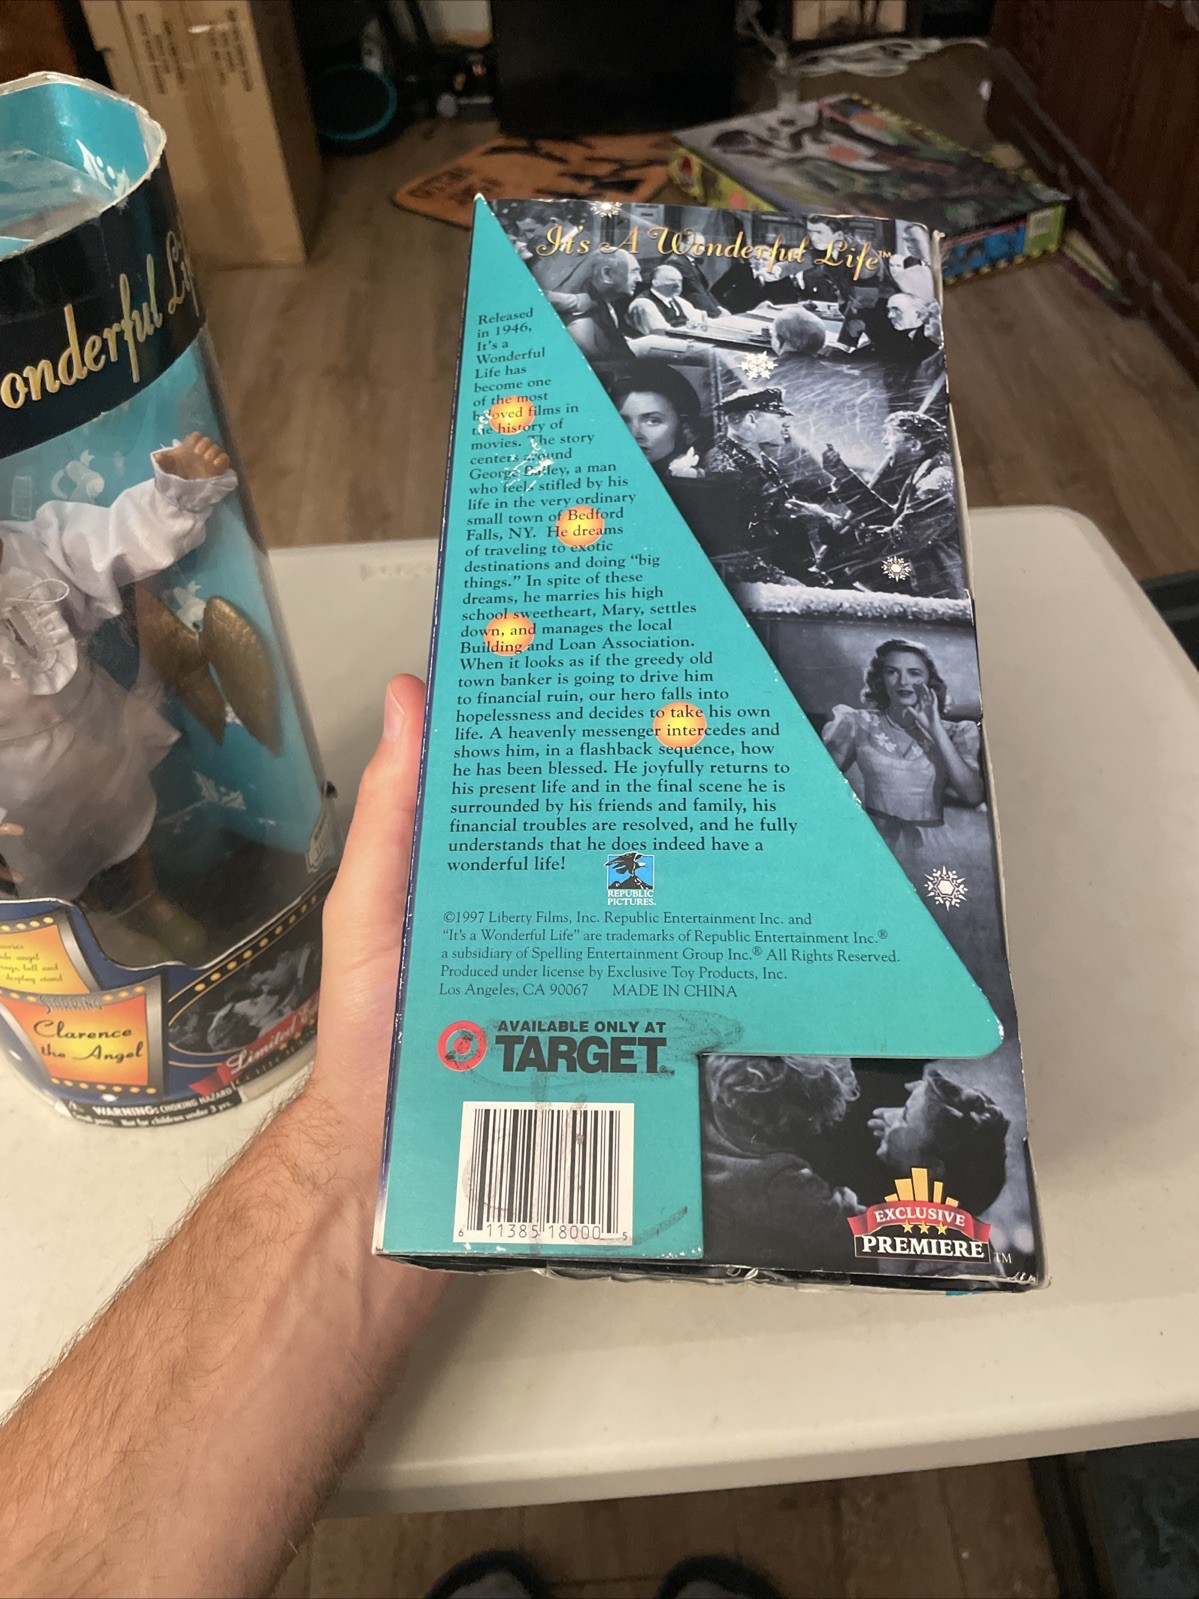 onderful Li
Clarence
the Angel
Limited
WARNING: CHOKING HAZARD
Small parts. Not for children under 3 yrs.
It's A Wonderful Life™
Released
in 1946,
It's a
Wonderful
Life has
become one
of the most
beloved films in
the history of
movies. The story
centers around
George Bailey, a man
who feels stifled by his
life in the very ordinary
small town of Bedford
Falls, NY. He dreams
of traveling to exotic
destinations and doing “big
things.” In spite of these
dreams, he marries his high
school sweetheart, Mary, settles
down, and manages the local
Building and Loan Association.
When it looks as if the greedy old
town banker is going to drive him
to financial ruin, our hero falls into
hopelessness and decides to take his own
life. A heavenly messenger intercedes and
shows him, in a flashback sequence, how
he has been blessed. He joyfully returns to
his present life and in the final scene he is
surrounded by his friends and family, his
financial troubles are resolved, and he fully
understands that he does indeed have a
wonderful life!
REPUBLIC
PICTURES.
©1997 Liberty Films, Inc. Republic Entertainment Inc. and
“It's a Wonderful Life” are trademarks of Republic Entertainment Inc.®
a subsidiary of Spelling Entertainment Group Inc.® All Rights Reserved.
Produced under license by Exclusive Toy Products, Inc.
Los Angeles, CA 90067 MADE IN CHINA
AVAILABLE ONLY AT
TARGET
6 11385 18000 5
EXCLUSIVE
PREMIERE™